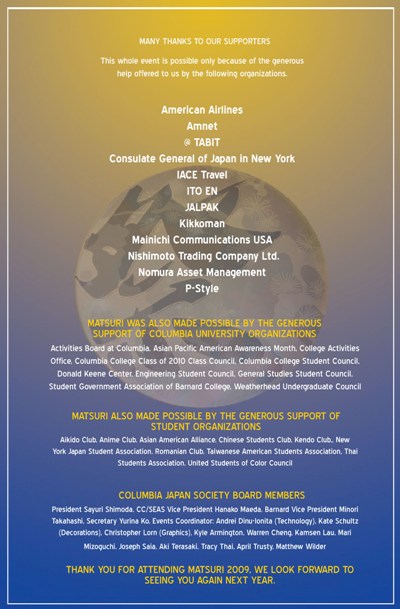 MANY THANKS TO OUR SUPPORTERS
This whole event is possible only because of the generous
help offered to us by the following organizations.
American Airlines
Amnet
@ TABIT
Consulate General of Japan in New York
IACE Travel
ITO EN
JALPAK
Kikkoman
Mainichi Communications USA
Nishimoto Trading Company Ltd.
Nomura Asset Management
P-Style
MATSURI WAS ALSO MADE POSSIBLE BY THE GENEROUS
SUPPORT OF COLUMBIA UNIVERSITY ORGANIZATIONS
Activities Board at Columbia, Asian Pacific American Awareness Month, College Activities
Office, Columbia College Class of 2010 Class Council, Columbia College Student Council,
Donald Keene Center, Engineering Student Council, General Studies Student Council,
Student Government Association of Barnard College, Weatherhead Undergraduate Council
MATSURI ALSO MADE POSSIBLE BY THE GENEROUS SUPPORT OF
STUDENT ORGANIZATIONS
Aikido Club, Anime Club, Asian American Alliance, Chinese Students Club, Kendo Club,, New
York Japan Student Association, Romanian Club, Taiwanese American Students Association, Thai
Students Association, United Students of Color Council
COLUMBIA JAPAN SOCIETY BOARD MEMBERS
President Sayuri Shimoda, CC/SEAS Vice President Hanako Maeda, Barnard Vice President Minori
Takahashi, Secretary Yurina Ko, Events Coordinator: Andrei Dinu-Ionita (Technology), Kate Schultz
(Decorations), Christopher Lorn (Graphics), Kyle Armington, Warren Cheng, Kamsen Lau, Mari
Mizoguchi, Joseph Saia, Aki Terasaki, Tracy Thai, April Trusty, Matthew Wilder
THANK YOU FOR ATTENDING MATSURI 2009. WE LOOK FORWARD TO
SEEING YOU AGAIN NEXT YEAR.